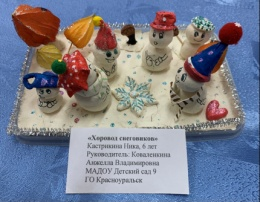 «Хоровод снеговиков»
Кастрикина Ника, 6 лет
Руководитель: Коваленкина
Анжелла Владимировна
МАДОУ Детский сад 9
ГО Красноуральск